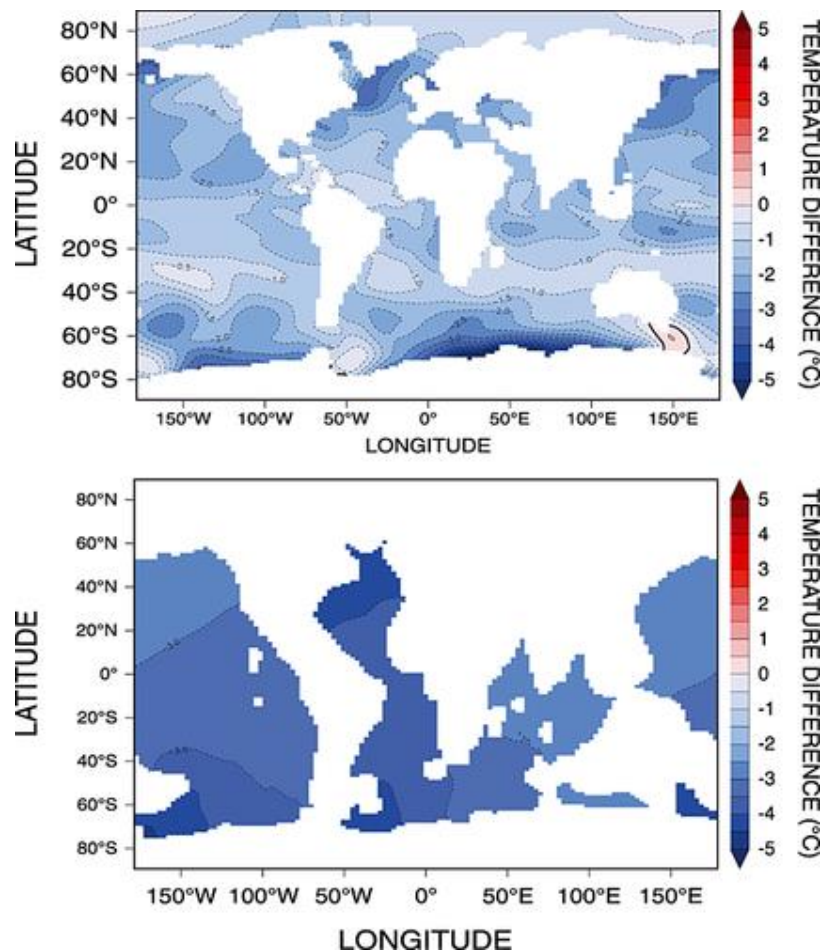 80°N
60°N
40°N
20°N
0°
20°S
40°S
60°S
80°S
LATITUDE
150°W 100°W 50°W 0° 50°E 100°E 150°E
LONGITUDE
5
4
3
2
1
0
-1
-2
-3
-4
-5
TEMPERATURE DIFFERENCE (°C)
80°N
60°N
40°N
20°N
0°
20°S
40°S
60°S
80°S
LATITUDE
150°W 100°W 50°W 0° 50°E 100°E 150°E
LONGITUDE
5
4
3
2
1
0
-1
-2
-3
-4
-5
TEMPERATURE DIFFERENCE (°C)